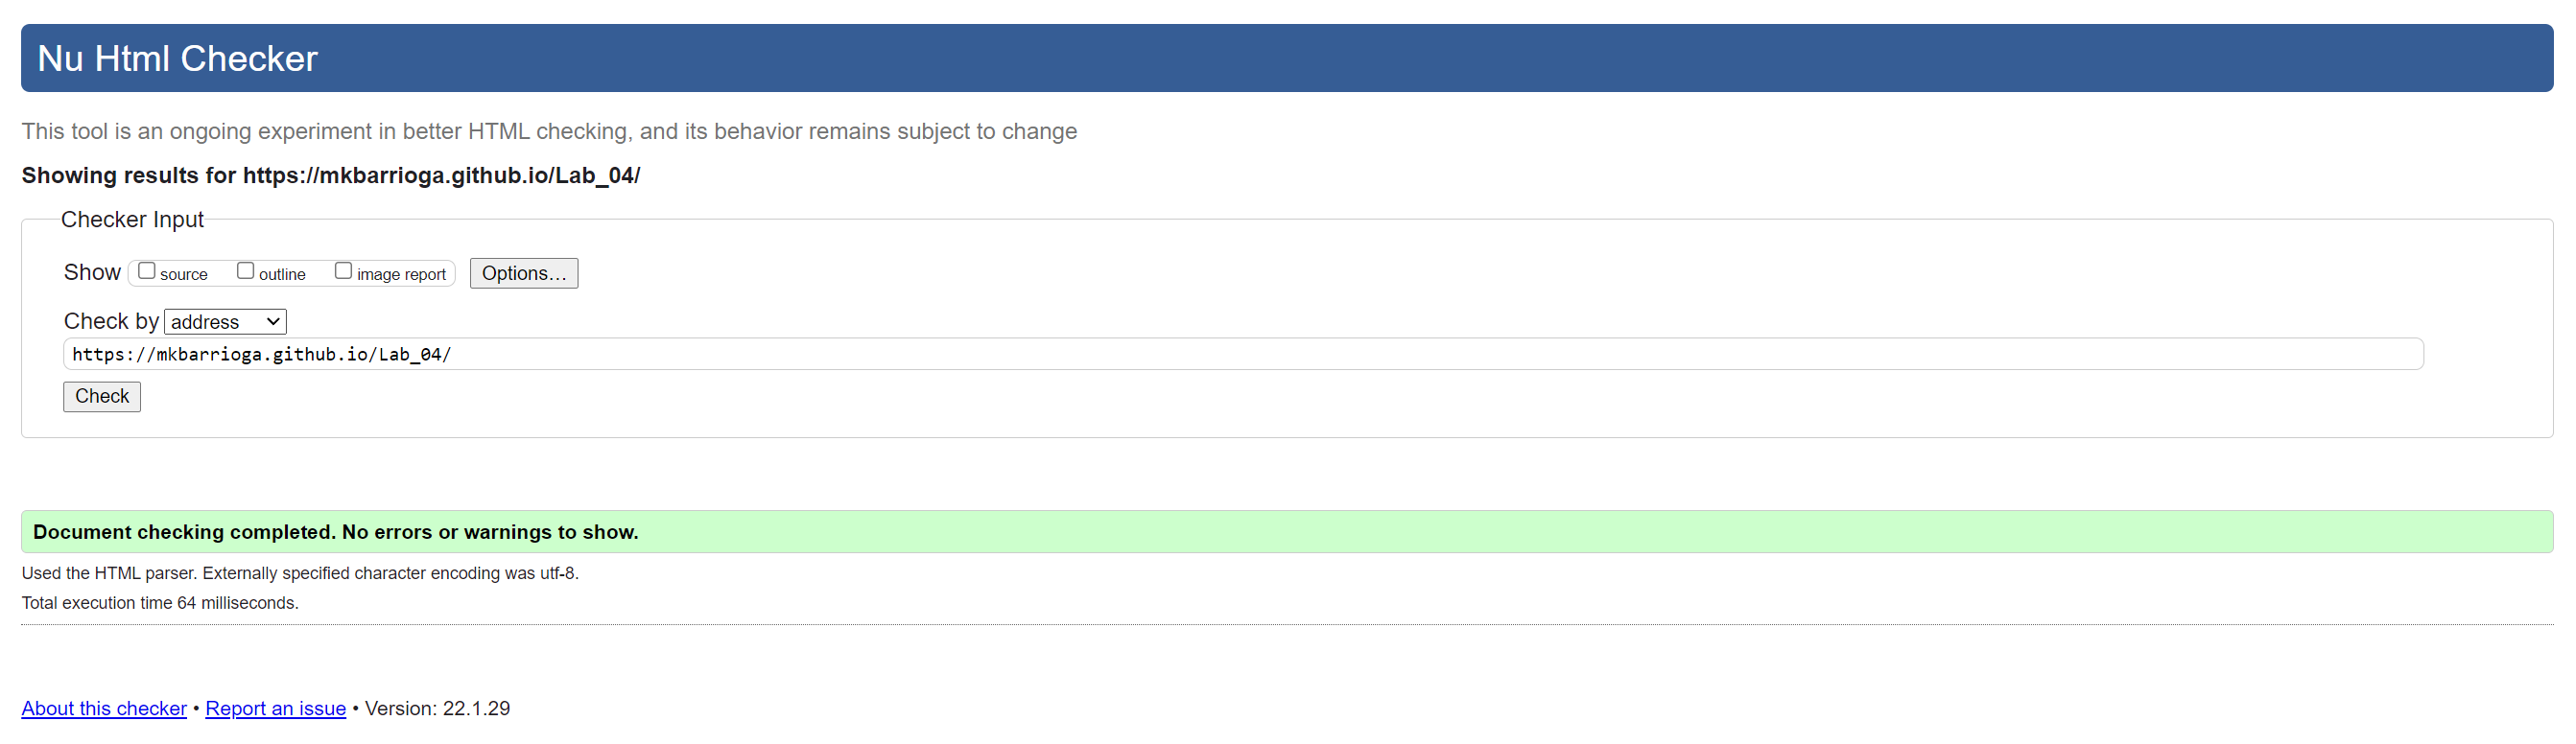 Nu Html Checker
This tool is an ongoing experiment in better HTML checking, and its behavior remains subject to change
Showing results for https://mkbarrioga.github.io/Lab_04/
Checker Input
Show source outline image report Options...
Check by address
https://mkbarrioga.github.io/Lab_04/
Check
Document checking completed. No errors or warnings to show.
Used the HTML parser. Externally specified character encoding was utf-8.
Total execution time 64 milliseconds.
About this checker • Report an issue • Version: 22.1.29